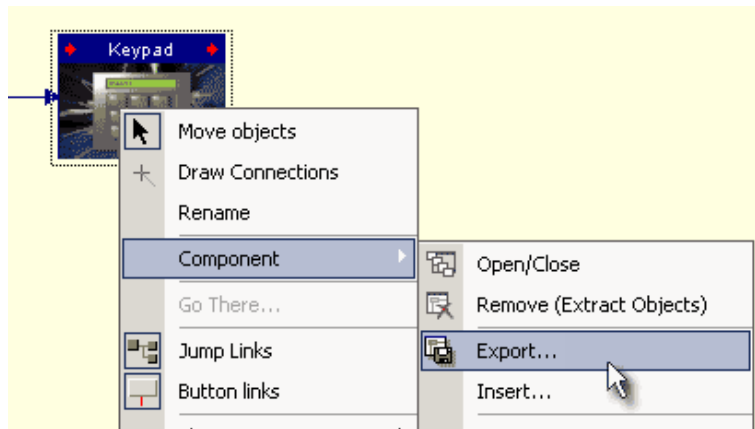 Keypad
Move objects
Draw Connections
Rename
Component
Go There...
Jump Links
Button links
Open/Close
Remove (Extract Objects)
Export...
Insert...